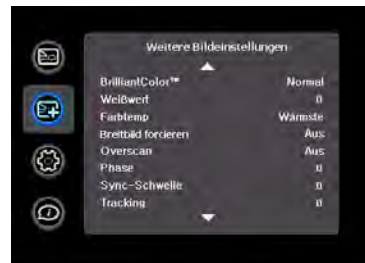 Weitere Bildeinstellungen
BrilliantColor™ Normal
Weißwert 0
Farbtemp Wärmste
Breitbild forcieren Aus
Overscan Aus
Phase 0
Sync-Schwelle 0
Tracking 0